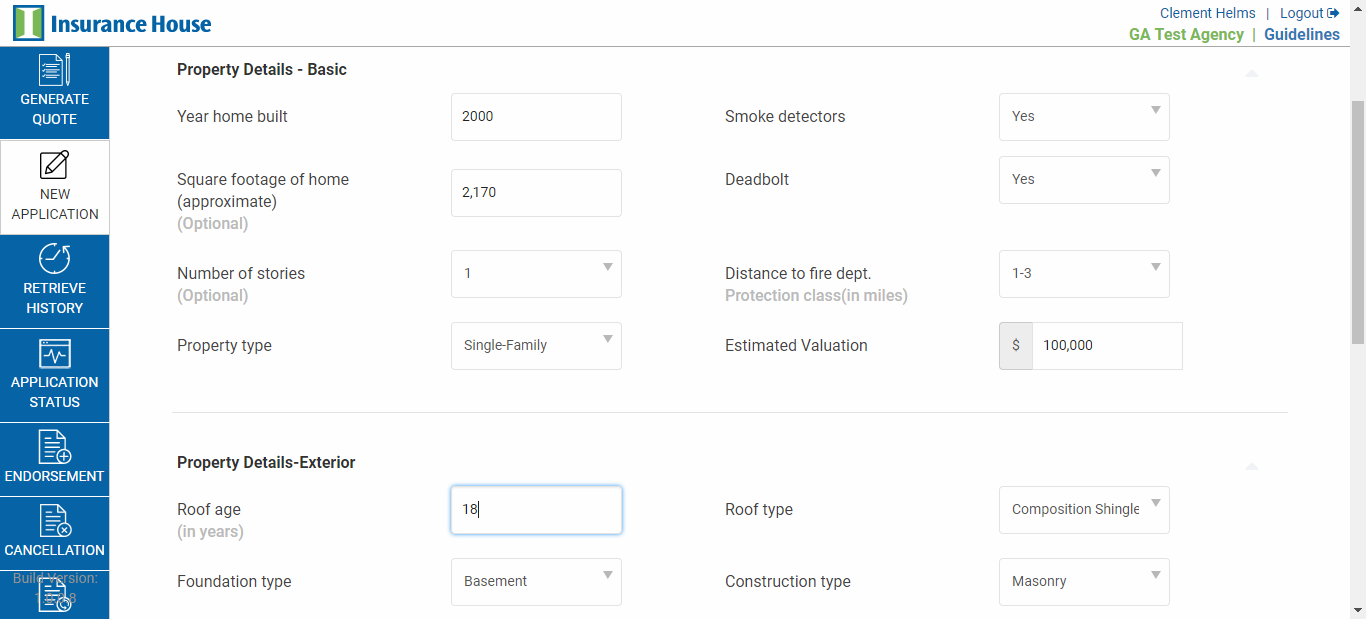 Insurance House
Clement Helms | Logout
GA Test Agency | Guidelines
GENERATE
QUOTE
NEW
APPLICATION
RETRIEVE
HISTORY
APPLICATION
STATUS
ENDORSEMENT
CANCELLATION
Build Version:
Property Details - Basic
Year home built
2000
Smoke detectors
Yes
Square footage of home
(approximate)
(Optional)
2,170
Deadbolt
Yes
Number of stories
(Optional)
1
Distance to fire dept.
Protection class(in miles)
1-3
Property type
Single-Family
Estimated Valuation
$ 100,000
Property Details-Exterior
Roof age
(in years)
18
Roof type
Composition Shingle
Foundation type
Basement
Construction type
Masonry